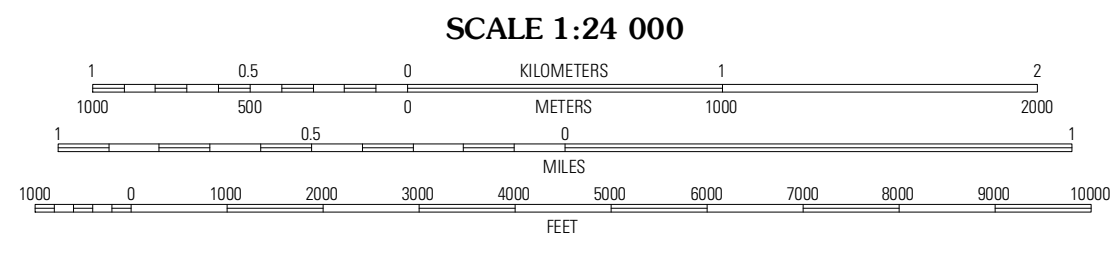 SCALE 1:24 000
1 0.5 0 KILOMETERS 1 2
1000 500 0 METERS 1000 2000
1 0.5 0 1
MILES
1000 0 1000 2000 3000 4000 5000 6000 7000 8000 9000 10000
FEET